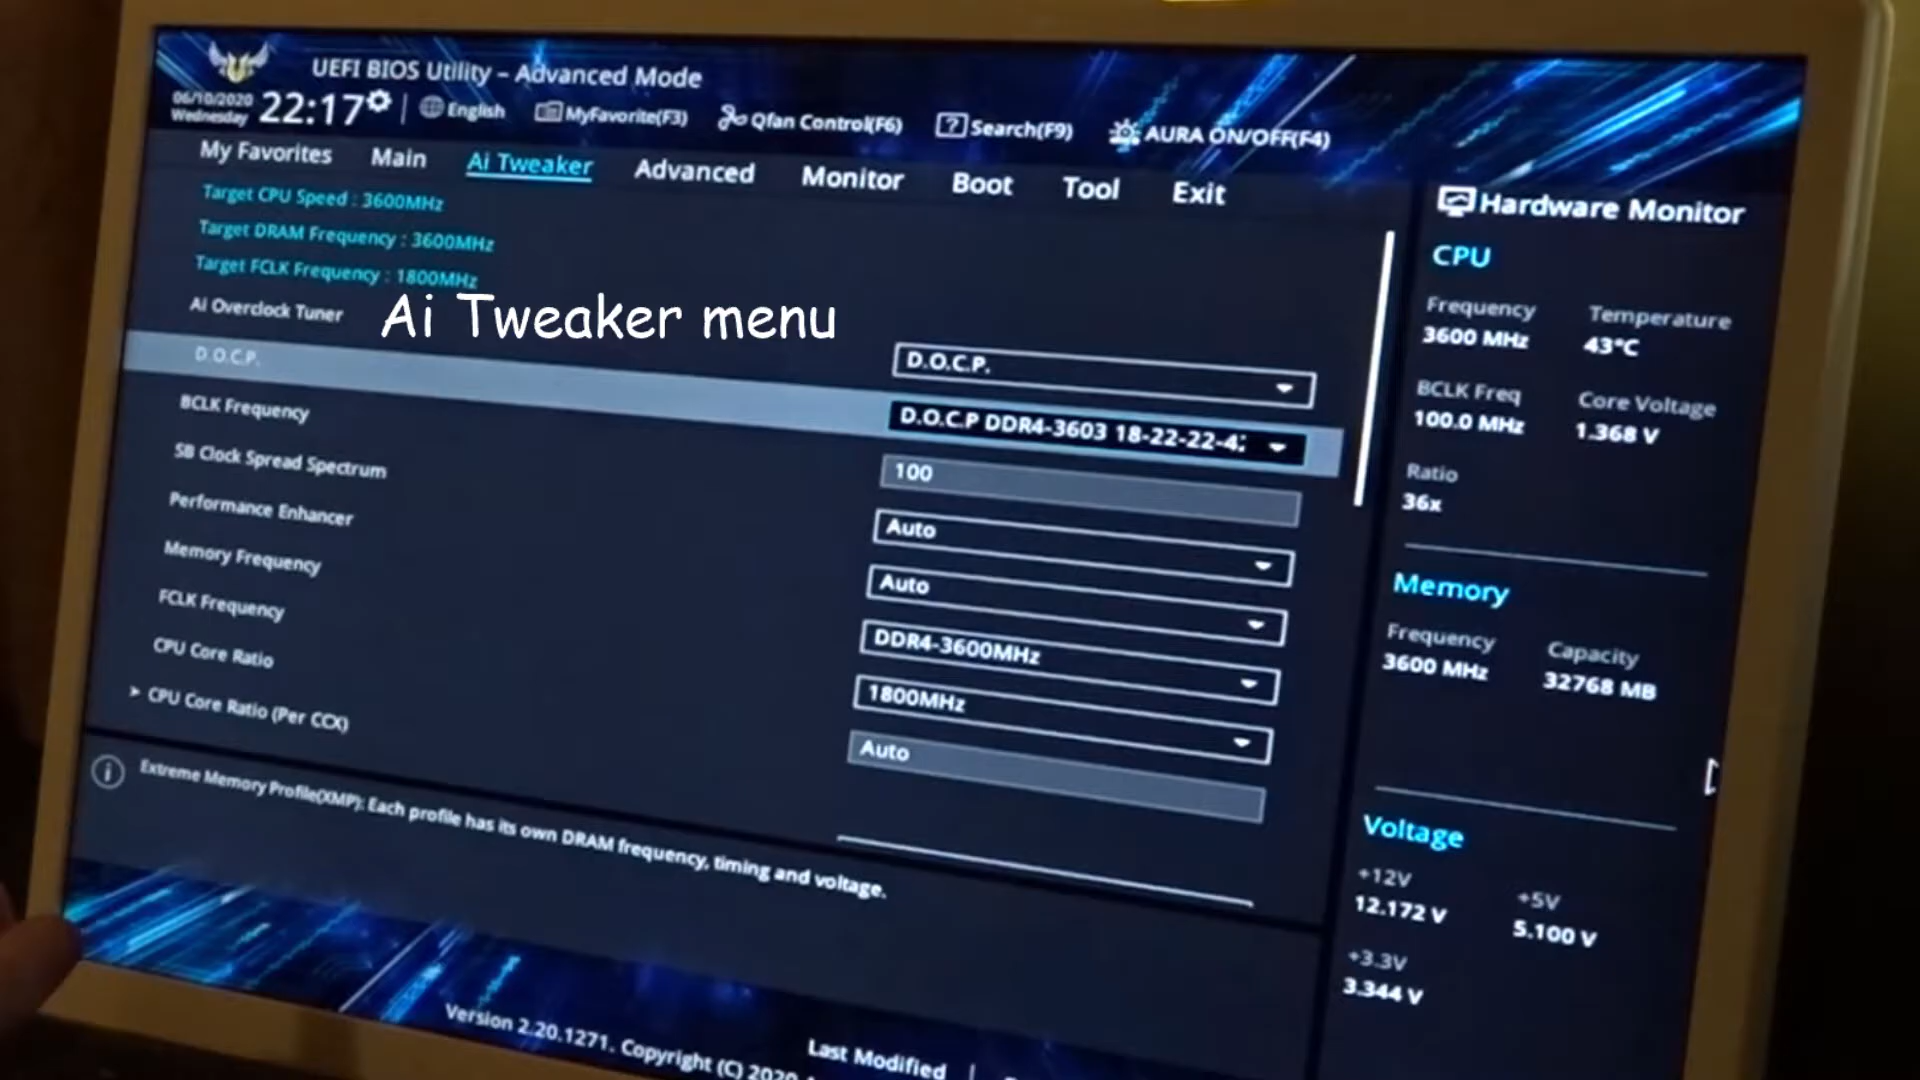 UEFI BIOS Utility – Advanced Mode
06/10/2020
Wednesday
22:17
English
MyFavorite(F3)
Qfan Control(F6)
? Search(F9)
AURA ON/OFF(F4)
My Favorites
Main
Ai Tweaker
Advanced
Monitor
Boot
Tool
Exit
Target CPU Speed : 3600MHz
Target DRAM Frequency : 3600MHz
Target FCLK Frequency : 1800MHz
Ai Overclock Tuner
D.O.C.P.
Ai Tweaker menu
D.O.C.P.
D.O.C.P DDR4-3603 18-22-22-4
BCLK Frequency
100
SB Clock Spread Spectrum
Auto
Performance Enhancer
Auto
Memory Frequency
DDR4-3600MHz
FCLK Frequency
1800MHz
CPU Core Ratio
Auto
CPU Core Ratio (Per CCX)
i
Extreme Memory Profile(XMP): Each profile has its own DRAM frequency, timing and voltage.
Hardware Monitor
CPU
Frequency
3600 MHz
Temperature
43°C
BCLK Freq
100.0 MHz
Core Voltage
1.368 V
Ratio
36x
Memory
Frequency
3600 MHz
Capacity
32768 MB
Voltage
+12V
12.172 V
+5V
5.100 V
+3.3V
3.344 V
Last Modified
Version 2.20.1271. Copyright (C) 2020